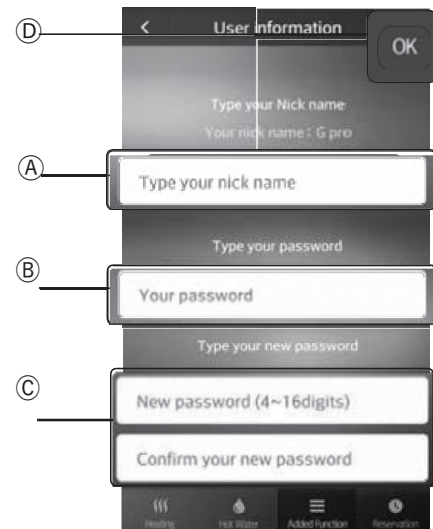 Ⓓ
< User information
OK
Type your Nick name
Your nick name : G pro
Ⓐ
Type your nick name
Type your password
Ⓑ
Your password
Type your new password
Ⓒ
New password (4~16digits)
Confirm your new password
Heating Hot Water Added Function Reservation